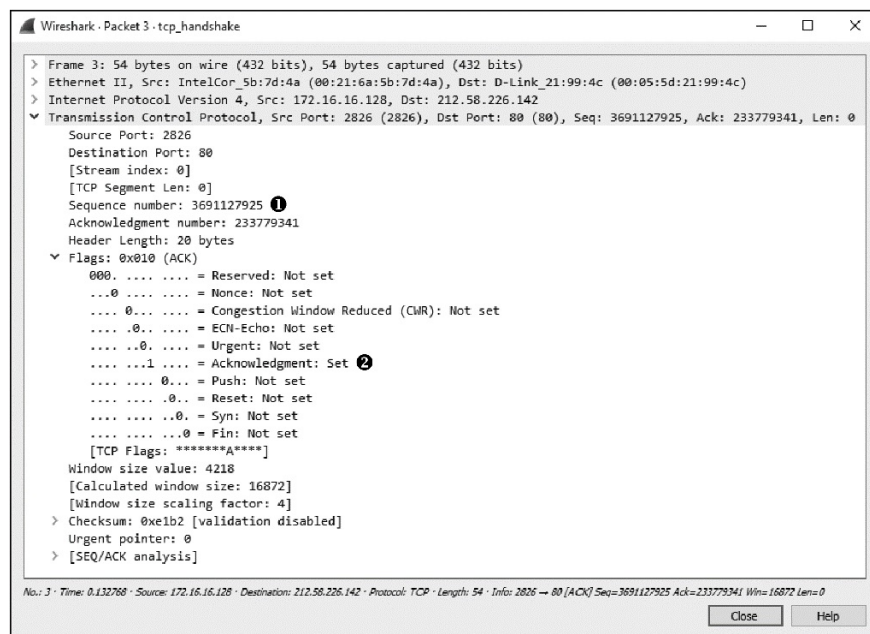 Wireshark · Packet 3 · tcp_handshake
Frame 3: 54 bytes on wire (432 bits), 54 bytes captured (432 bits)
Ethernet II, Src: IntelCor_5b:7d:4a (00:21:6a:5b:7d:4a), Dst: D-Link_21:99:4c (00:05:5d:21:99:4c)
Internet Protocol Version 4, Src: 172.16.16.128, Dst: 212.58.226.142
Transmission Control Protocol, Src Port: 2826 (2826), Dst Port: 80 (80), Seq: 3691127925, Ack: 233779341, Len: 0
Source Port: 2826
Destination Port: 80
[Stream index: 0]
[TCP Segment Len: 0]
Sequence number: 3691127925 ❶
Acknowledgment number: 233779341
Header Length: 20 bytes
Flags: 0x010 (ACK)
000. .... .... = Reserved: Not set
...0 .... .... = Nonce: Not set
.... 0... .... = Congestion Window Reduced (CWR): Not set
.... .0.. .... = ECN-Echo: Not set
.... ..0. .... = Urgent: Not set
.... ...1 .... = Acknowledgment: Set ❷
.... .... 0... = Push: Not set
.... .... .0.. = Reset: Not set
.... .... ..0. = Syn: Not set
.... .... ...0 = Fin: Not set
[TCP Flags: *******A****]
Window size value: 4218
[Calculated window size: 16872]
[Window size scaling factor: 4]
Checksum: 0xe1b2 [validation disabled]
Urgent pointer: 0
[SEQ/ACK analysis]
No.: 3 · Time: 0.132768 · Source: 172.16.16.128 · Destination: 212.58.226.142 · Protocol: TCP · Length: 54 · Info: 2826 → 80 [ACK] Seq=3691127925 Ack=233779341 Win=16872 Len=0
Close Help